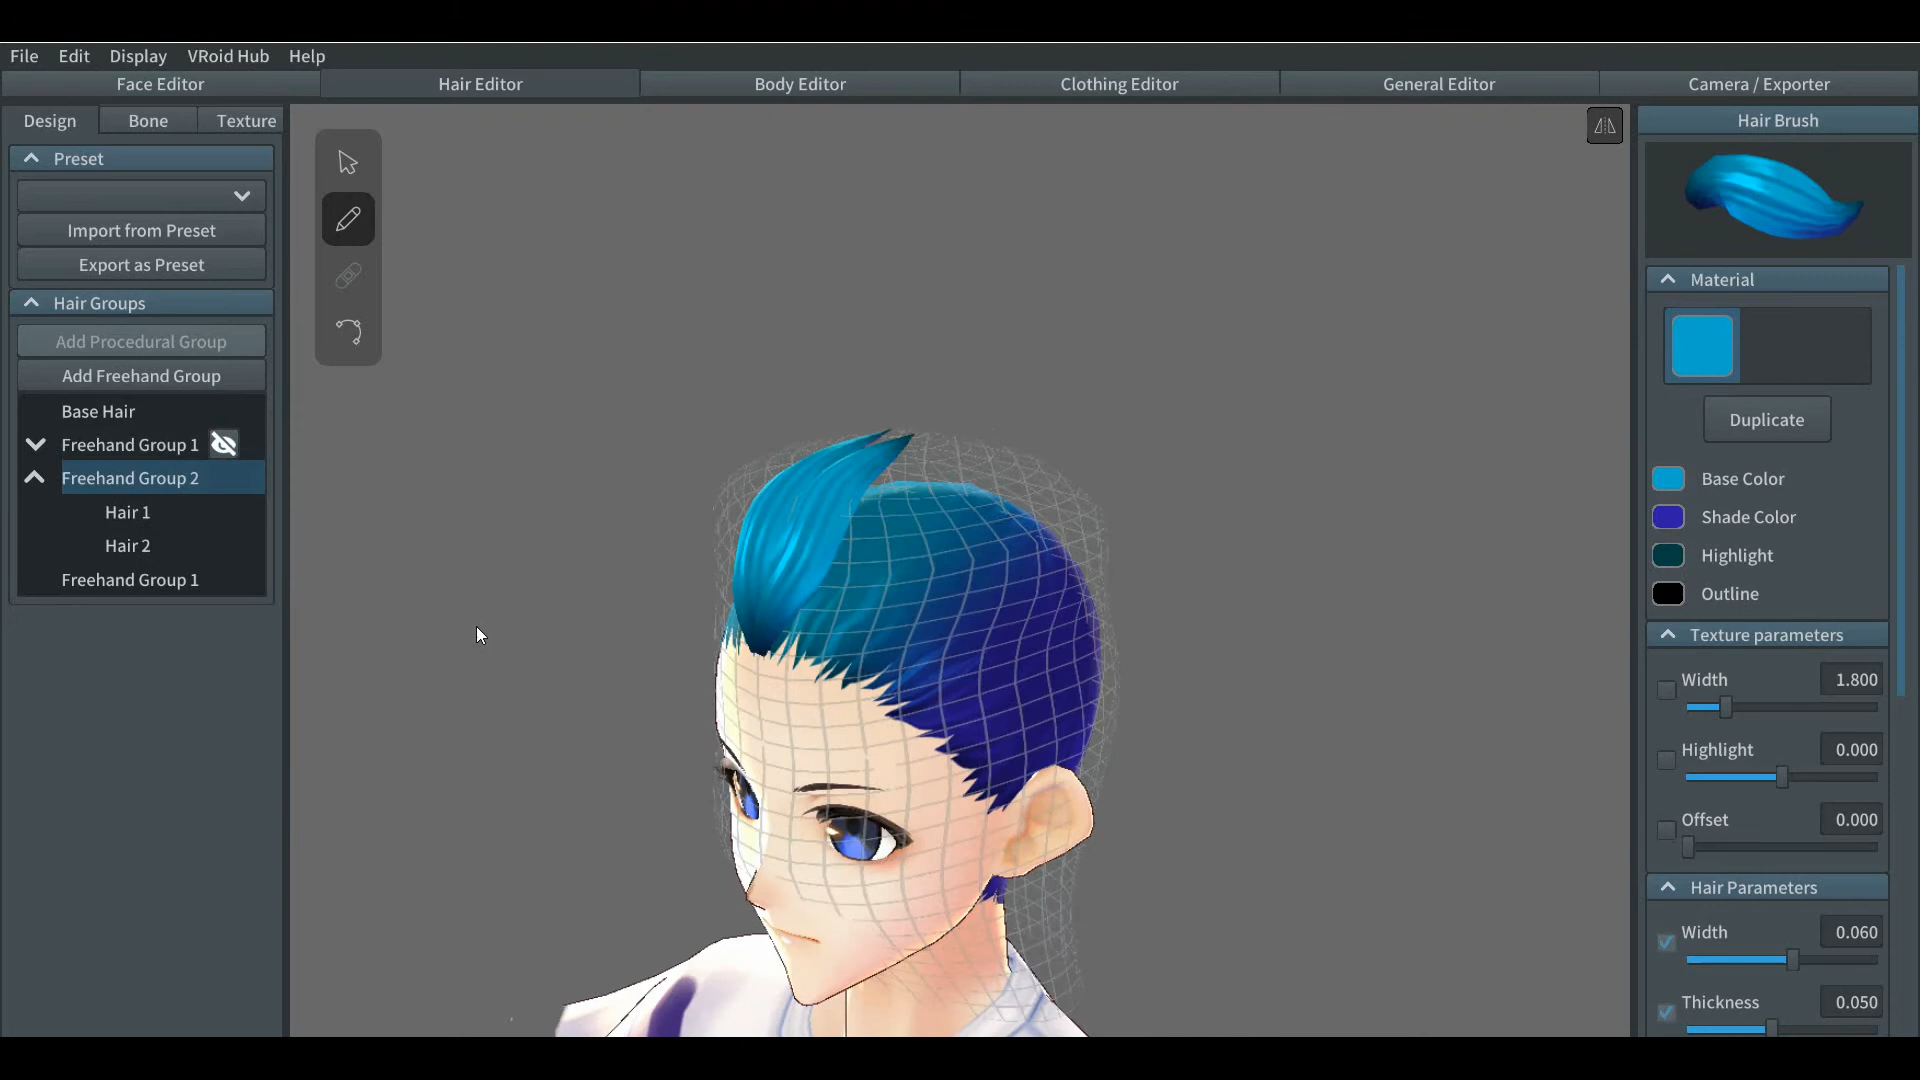 File Edit Display VRoid Hub Help
Face Editor Hair Editor Body Editor Clothing Editor General Editor Camera / Exporter
Design Bone Texture
Preset
Import from Preset
Export as Preset
Hair Groups
Add Procedural Group
Add Freehand Group
Base Hair
Freehand Group 1
Freehand Group 2
Hair 1
Hair 2
Freehand Group 1
Hair Brush
Material
Duplicate
Base Color
Shade Color
Highlight
Outline
Texture parameters
Width 1.800
Highlight 0.000
Offset 0.000
Hair Parameters
Width 0.060
Thickness 0.050